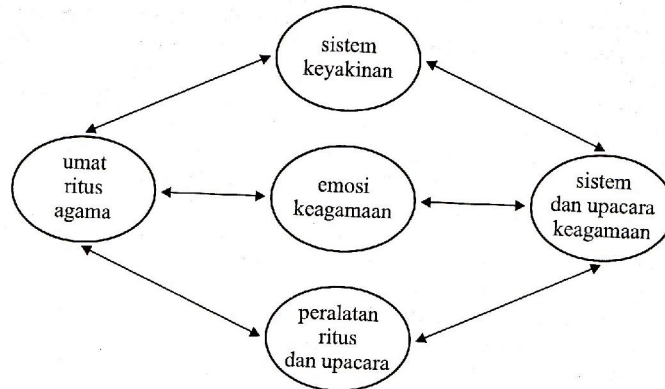 sistem
keyakinan
umat
ritus
agama
emosi
keagamaan
sistem
dan upacara
keagamaan
peralatan
ritus
dan upacara